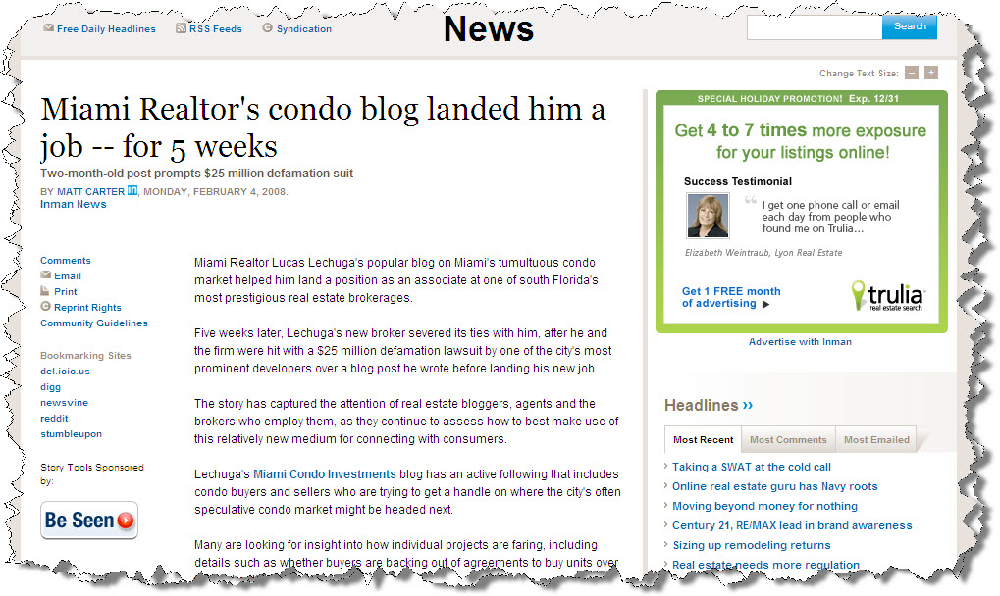 Free Daily Headlines
RSS Feeds
Syndication
News
Search
Change Text Size: – +
Miami Realtor's condo blog landed him a
job -- for 5 weeks
Two-month-old post prompts $25 million defamation suit
BY MATT CARTER in, MONDAY, FEBRUARY 4, 2008.
Inman News
Comments
Email
Print
Reprint Rights
Community Guidelines
Bookmarking Sites
del.icio.us
digg
newsvine
reddit
stumbleupon
Story Tools Sponsored
by:
Be Seen
Miami Realtor Lucas Lechuga's popular blog on Miami's tumultuous condo
market helped him land a position as an associate at one of south Florida's
most prestigious real estate brokerages.
Five weeks later, Lechuga's new broker severed its ties with him, after he and
the firm were hit with a $25 million defamation lawsuit by one of the city's most
prominent developers over a blog post he wrote before landing his new job.
The story has captured the attention of real estate bloggers, agents and the
brokers who employ them, as they continue to assess how to best make use of
this relatively new medium for connecting with consumers.
Lechuga's Miami Condo Investments blog has an active following that includes
condo buyers and sellers who are trying to get a handle on where the city's often
speculative condo market might be headed next.
Many are looking for insight into how individual projects are faring, including
details such as whether buyers are backing out of agreements to buy units over
SPECIAL HOLIDAY PROMOTION! Exp. 12/31
Get 4 to 7 times more exposure
for your listings online!
Success Testimonial
“ I get one phone call or email
each day from people who
found me on Trulia...
Elizabeth Weintraub, Lyon Real Estate
Get 1 FREE month
of advertising
trulia
real estate search
Advertise with Inman
Headlines ››
Most Recent
Most Comments
Most Emailed
Taking a SWAT at the cold call
Online real estate guru has Navy roots
Moving beyond money for nothing
Century 21, RE/MAX lead in brand awareness
Sizing up remodeling returns
Real estate needs more regulation